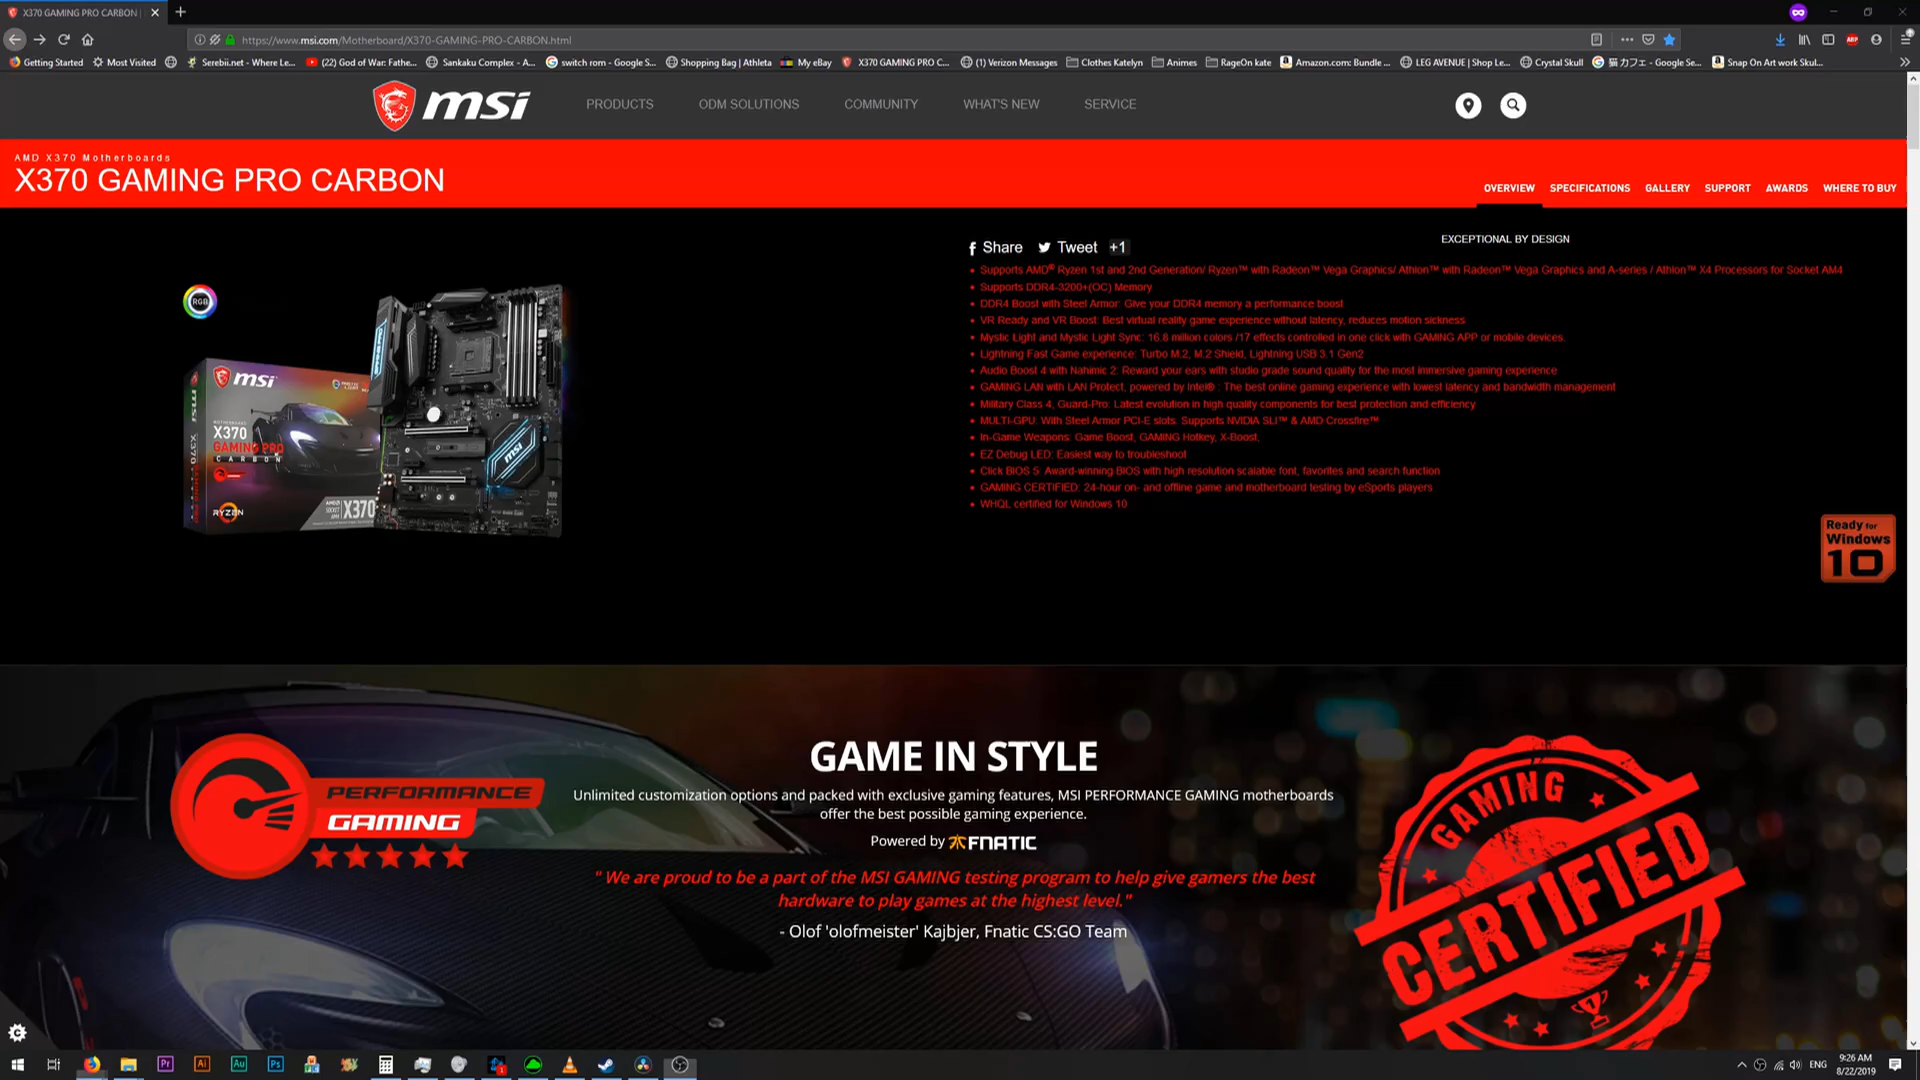 X370 GAMING PRO CARBON |
https://www.msi.com/Motherboard/X370-GAMING-PRO-CARBON.html
Getting Started
Most Visited
Serebii.net - Where Le...
(22) God of War: Fathe...
Sankaku Complex - A...
switch rom - Google S...
Shopping Bag | Athleta
My eBay
X370 GAMING PRO C...
(1) Verizon Messages
Clothes Katelyn
Animes
RageOn kate
Amazon.com: Bundle ...
LEG AVENUE | Shop Le...
Crystal Skull
猫 カフェ - Google Se...
Snap On Art work Skul...
msi
PRODUCTS
ODM SOLUTIONS
COMMUNITY
WHAT'S NEW
SERVICE
AMD X370 Motherboards
X370 GAMING PRO CARBON
OVERVIEW
SPECIFICATIONS
GALLERY
SUPPORT
AWARDS
WHERE TO BUY
Share
Tweet
+1
EXCEPTIONAL BY DESIGN
Supports AMD® Ryzen 1st and 2nd Generation/ Ryzen™ with Radeon™ Vega Graphics/ Athlon™ with Radeon™ Vega Graphics and A-series / Athlon™ X4 Processors for Socket AM4
Supports DDR4-3200+(OC) Memory
DDR4 Boost with Steel Armor: Give your DDR4 memory a performance boost
VR Ready and VR Boost: Best virtual reality game experience without latency, reduces motion sickness
Mystic Light and Mystic Light Sync: 16.8 million colors /17 effects controlled in one click with GAMING APP or mobile devices.
Lightning Fast Game experience: Turbo M.2, M.2 Shield, Lightning USB 3.1 Gen2
Audio Boost 4 with Nahimic 2: Reward your ears with studio grade sound quality for the most immersive gaming experience
GAMING LAN with LAN Protect, powered by Intel® : The best online gaming experience with lowest latency and bandwidth management
Military Class 4, Guard-Pro: Latest evolution in high quality components for best protection and efficiency
MULTI-GPU: With Steel Armor PCI-E slots. Supports NVIDIA SLI™ & AMD Crossfire™
In-Game Weapons: Game Boost, GAMING Hotkey, X-Boost,
EZ Debug LED: Easiest way to troubleshoot
Click BIOS 5: Award-winning BIOS with high resolution scalable font, favorites and search function
GAMING CERTIFIED: 24-hour on- and offline game and motherboard testing by eSports players
WHQL certified for Windows 10
RGB
msi
MOTHERBOARD
X370
GAMING PRO
CARBON
RYZEN
X370
msi
Ready for
Windows
10
PERFORMANCE
GAMING
GAME IN STYLE
Unlimited customization options and packed with exclusive gaming features, MSI PERFORMANCE GAMING motherboards
offer the best possible gaming experience.
Powered by FNATIC
" We are proud to be a part of the MSI GAMING testing program to help give gamers the best
hardware to play games at the highest level."
- Olof 'olofmeister' Kajbjer, Fnatic CS:GO Team
GAMING
CERTIFIED
Pr
Ai
Au
Ps
ENG
9:26 AM
8/22/2019